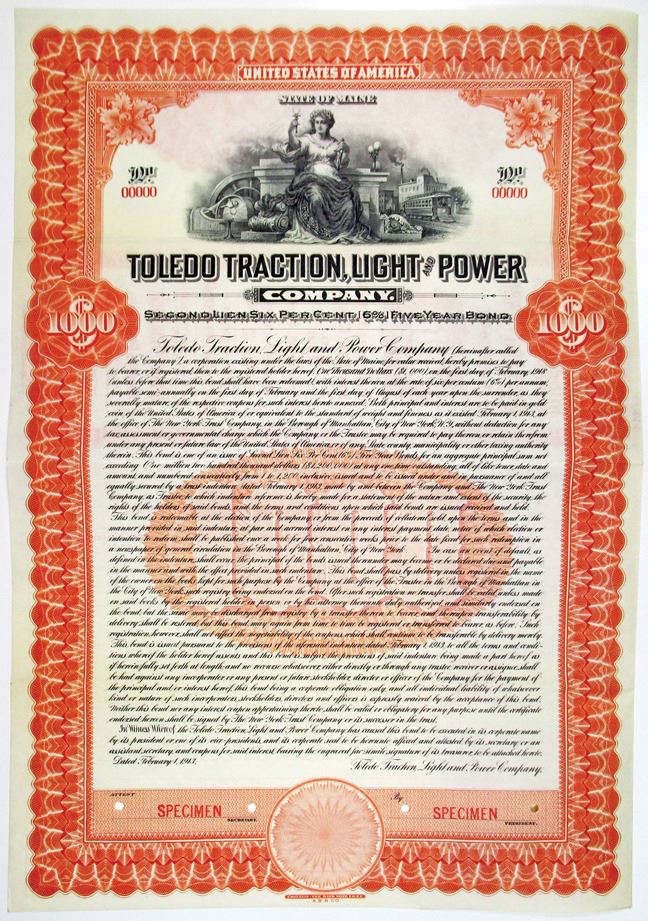 UNITED STATES OF AMERICA
STATE OF MAINE
No No
00000 00000
TOLEDO TRACTION, LIGHT AND POWER
COMPANY.
SECOND LIEN SIX PER CENT. (6%) FIVE YEAR BOND.
$1000 $1000
Toledo Traction, Light and Power Company (hereinafter called
the Company), a corporation existing under the laws of the State of Maine, for value received, hereby promises to pay
to bearer, or if registered, then to the registered holder hereof, One Thousand Dollars ($1,000) on the first day of February, 1918
(unless before that time this bond shall have been redeemed), with interest thereon at the rate of six per centum (6%) per annum,
payable semi-annually on the first day of February and the first day of August of each year upon the surrender, as they
severally mature, of the respective coupons for such interest hereto annexed. Both principal and interest are to be paid in gold
coin of the United States of America of or equivalent to the standard of weight and fineness as it existed February 1, 1913, at
the office of The New York Trust Company, in the Borough of Manhattan, City of New York, N.Y., without deduction for any
tax, assessment or governmental charge which the Company or the Trustee may be required to pay thereon or retain therefrom
under any present or future law of the United States of America, or of any State, county, municipality or other taxing authority
therein. This bond is one of an issue of Second Lien Six Per Cent (6%) Five Year Bonds for an aggregate principal sum not
exceeding One million two hundred thousand dollars ($1,200,000) at any one time outstanding, all of like tenor, date and
amount, and numbered consecutively from 1 to 1,200 inclusive, issued and to be issued under and in pursuance of and all
equally secured by a trust indenture dated February 1, 1913, made by and between the Company and The New York Trust
Company, as Trustee, to which indenture reference is hereby made for a statement of the nature and extent of the security, the
rights of the holders of said bonds, and the terms and conditions upon which said bonds are issued, received and held.
This bond is redeemable at the election of the Company, or from the proceeds of collateral sold, upon the terms and in the
manner provided in said indenture, at par and accrued interest on any interest payment date, notice of which election or
intention to redeem shall be published once a week for four consecutive weeks prior to the date fixed for such redemption in
a newspaper of general circulation in the Borough of Manhattan, City of New York. In case an event of default, as
defined in the indenture, shall occur, the principal of the bonds issued thereunder may become or be declared due and payable
in the manner and with the effect provided in such indenture. This bond shall pass by delivery unless registered in the name
of the owner on the books kept for such purpose by the Company at the office of the Trustee in the Borough of Manhattan in
the City of New York, such registry being endorsed on the bond. After such registration no transfer shall be valid unless made
on said books by the registered holder in person or by his attorney thereunto duly authorized, and similarly endorsed on
the bond, but the same may be discharged from registry by a transfer thereon to bearer, and thereupon transferability by
delivery shall be restored, but this bond may again from time to time be registered or transferred to bearer, as before. Such
registration, however, shall not affect the negotiability of the coupons which shall continue to be transferable by delivery merely.
This bond is issued pursuant to the provisions of the aforesaid indenture dated February 1, 1913, to all the terms and condi-
tions whereof the holder hereof assents, and this bond is subject, the provisions of said indenture being made a part hereof as
if herein fully set forth at length, and no recourse whatsoever, either directly or through any trustee, receiver or assignee, shall
be had against any incorporator or any present or future stockholder, director or officer of the Company for the payment of
the principal and or interest hereof, this bond being a corporate obligation only, and all individual liability of whatsoever
kind or nature of such incorporators, stockholders, directors and officers is expressly waived by the acceptance of this bond.
Neither this bond nor any interest coupon appertaining thereto shall be valid or obligatory for any purpose until the certificate
endorsed hereon shall be signed by The New York Trust Company or its successor in the trust.
In Witness Whereof, the Toledo Traction, Light and Power Company has caused this bond to be executed in its corporate name
by its president or one of its vice-presidents, and its corporate seal to be hereunto affixed and attested by its secretary or an
assistant secretary, and coupons for said interest bearing the engraved fac-simile signature of its treasurer to be attached hereto.
Dated February 1, 1913.
Toledo Traction, Light and Power Company,
ATTEST By
SPECIMEN SPECIMEN
SECRETARY. PRESIDENT.
A.B.N.CO.